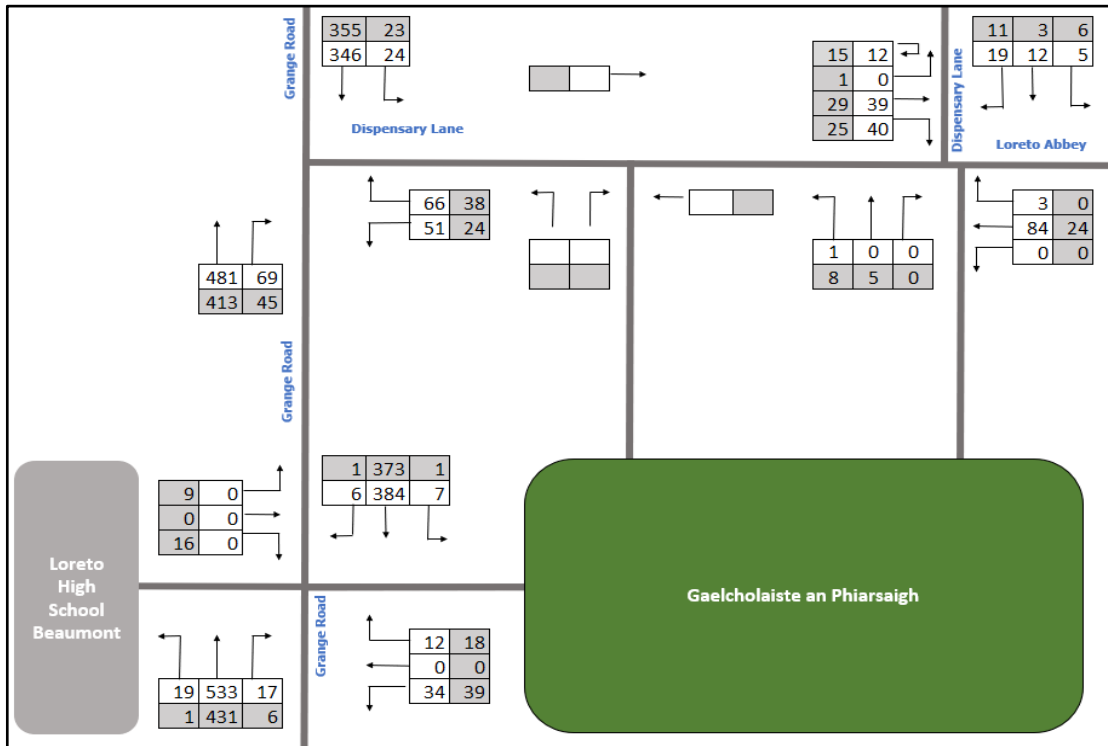 Grange Road
355 23
346 24
Dispensary Lane
15 12
1 0
29 39
25 40
Dispensary Lane
11 3 6
19 12 5
Loreto Abbey
66 38
51 24
1 0 0
8 5 0
3 0
84 24
0 0
481 69
413 45
Grange Road
1 373 1
6 384 7
9 0
0 0
16 0
Loreto
High
School
Beaumont
Gaelcholaiste an Phiarsaigh
Grange Road
12 18
0 0
34 39
19 533 17
1 431 6